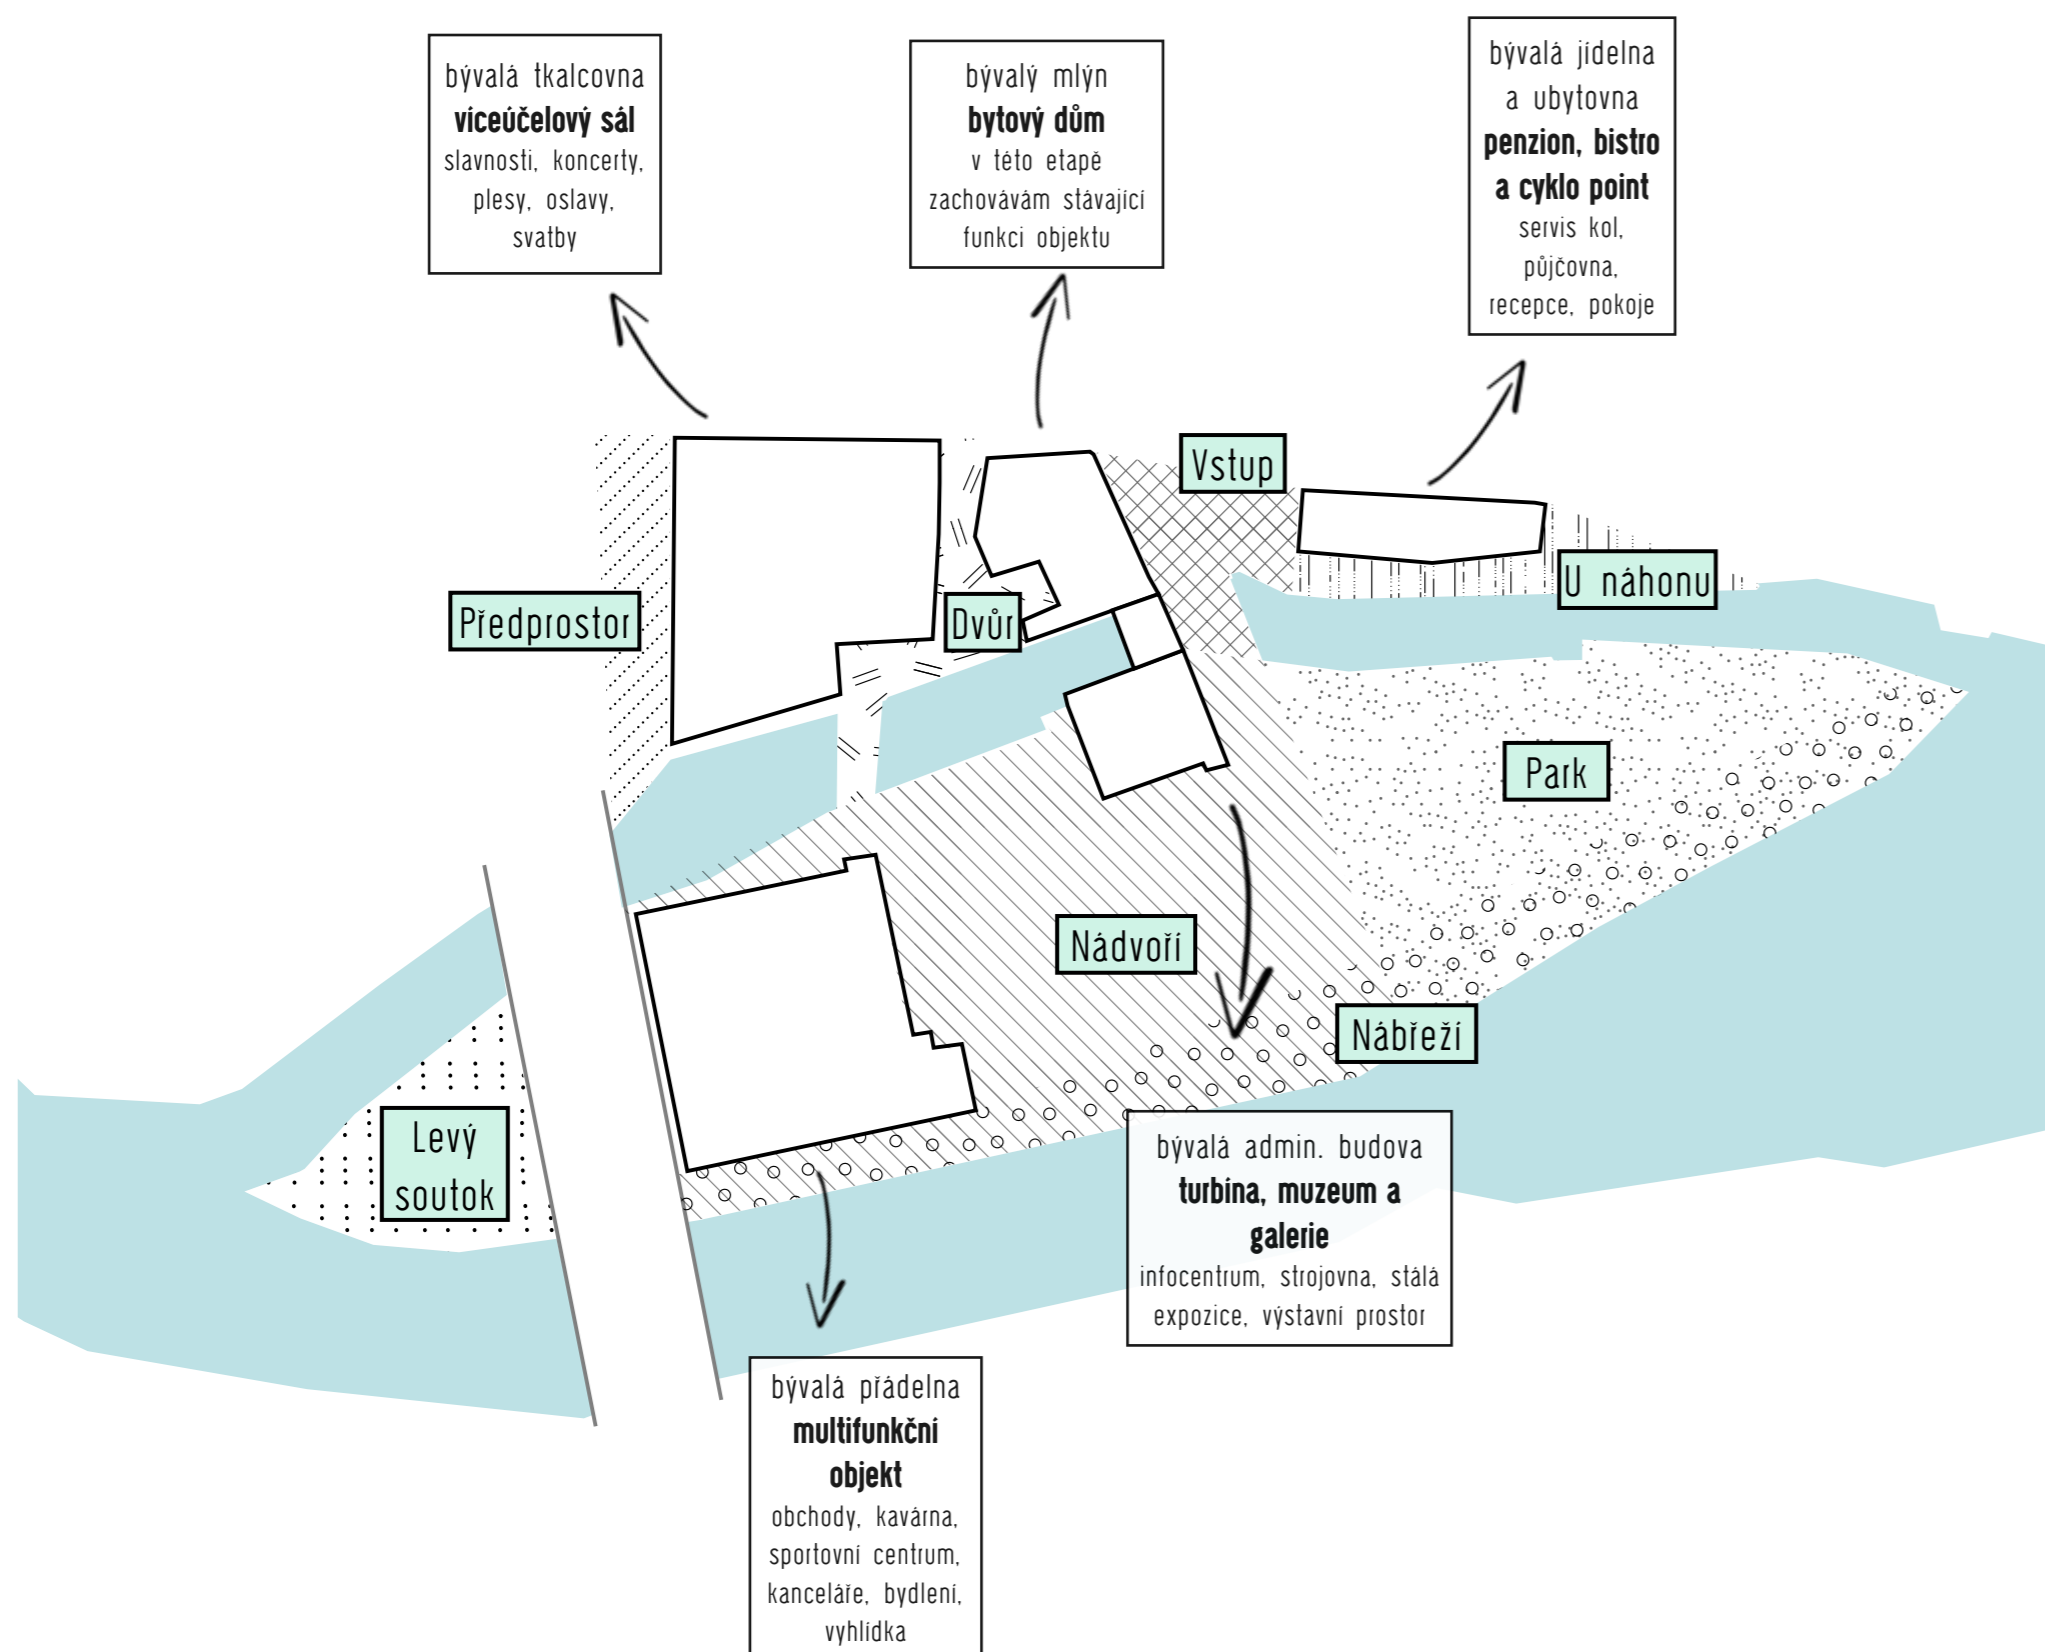 bývalá tkalcovna
víceúčelový sál
slavnosti, koncerty,
plesy, oslavy,
svatby
bývalý mlýn
bytový dům
v této etapě
zachovávám stávající
funkci objektu
bývalá jídelna
a ubytovna
penzion, bistro
a cyklo point
servis kol,
půjčovna,
recepce, pokoje
Vstup
U náhonu
Předprostor
Dvůr
Park
Nádvoří
Nábřeží
Levý
soutok
bývalá admin. budova
turbína, muzeum a
galerie
infocentrum, strojovna, stálá
expozice, výstavní prostor
bývalá přádelna
multifunkční
objekt
obchody, kavárna,
sportovní centrum,
kanceláře, bydlení,
vyhlídka